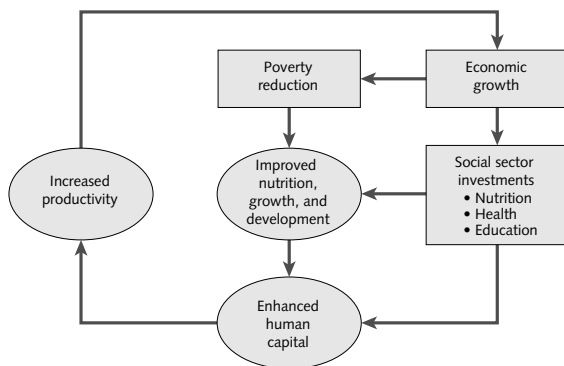 Poverty
reduction
Economic
growth
Increased
productivity
Improved
nutrition,
growth, and
development
Social sector
investments
• Nutrition
• Health
• Education
Enhanced
human
capital